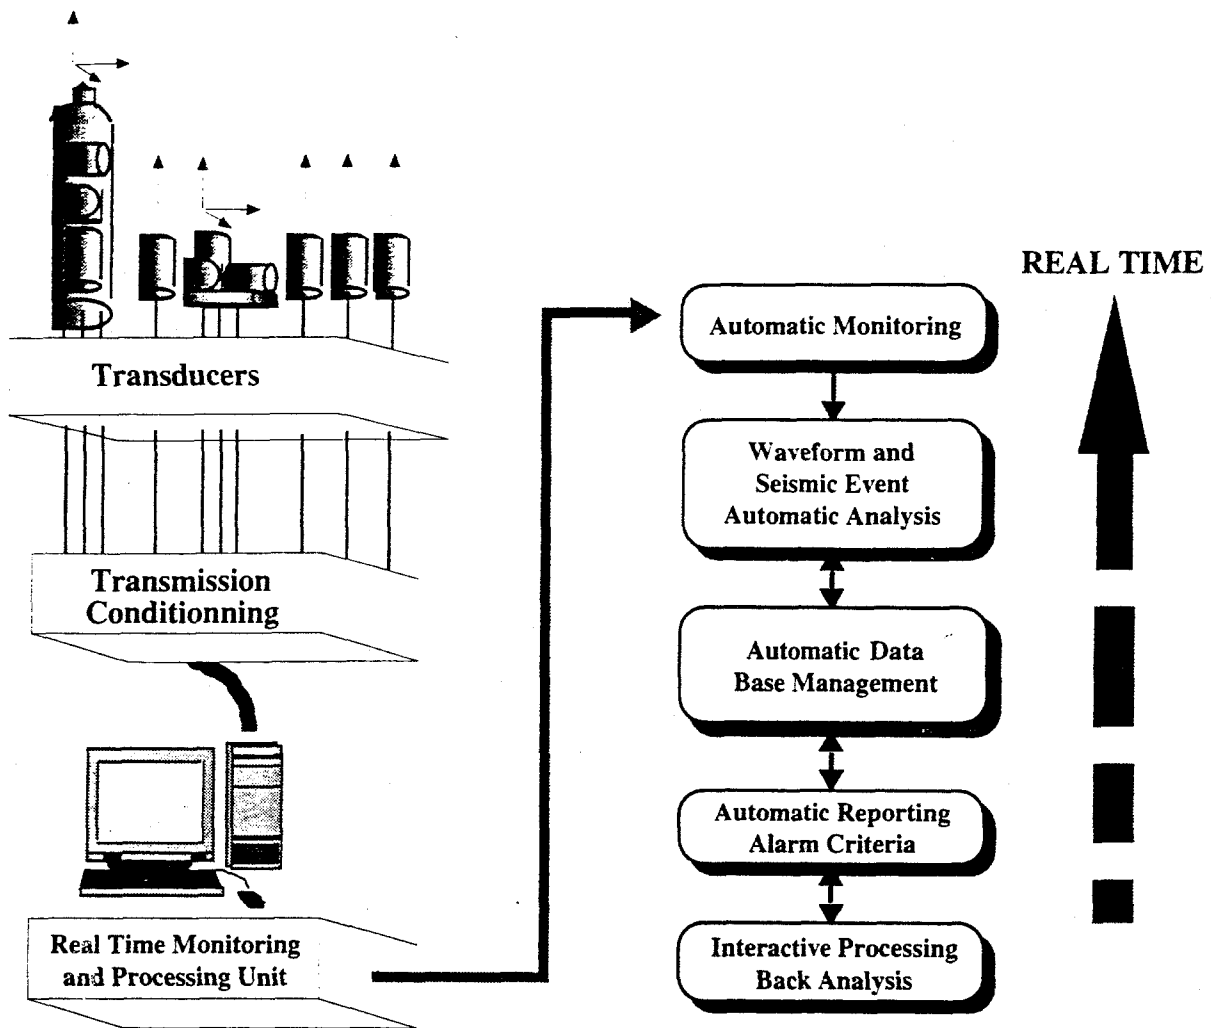 Transducers
Transmission
Conditionning
Real Time Monitoring
and Processing Unit
Automatic Monitoring
Waveform and
Seismic Event
Automatic Analysis
Automatic Data
Base Management
Automatic Reporting
Alarm Criteria
Interactive Processing
Back Analysis
REAL TIME